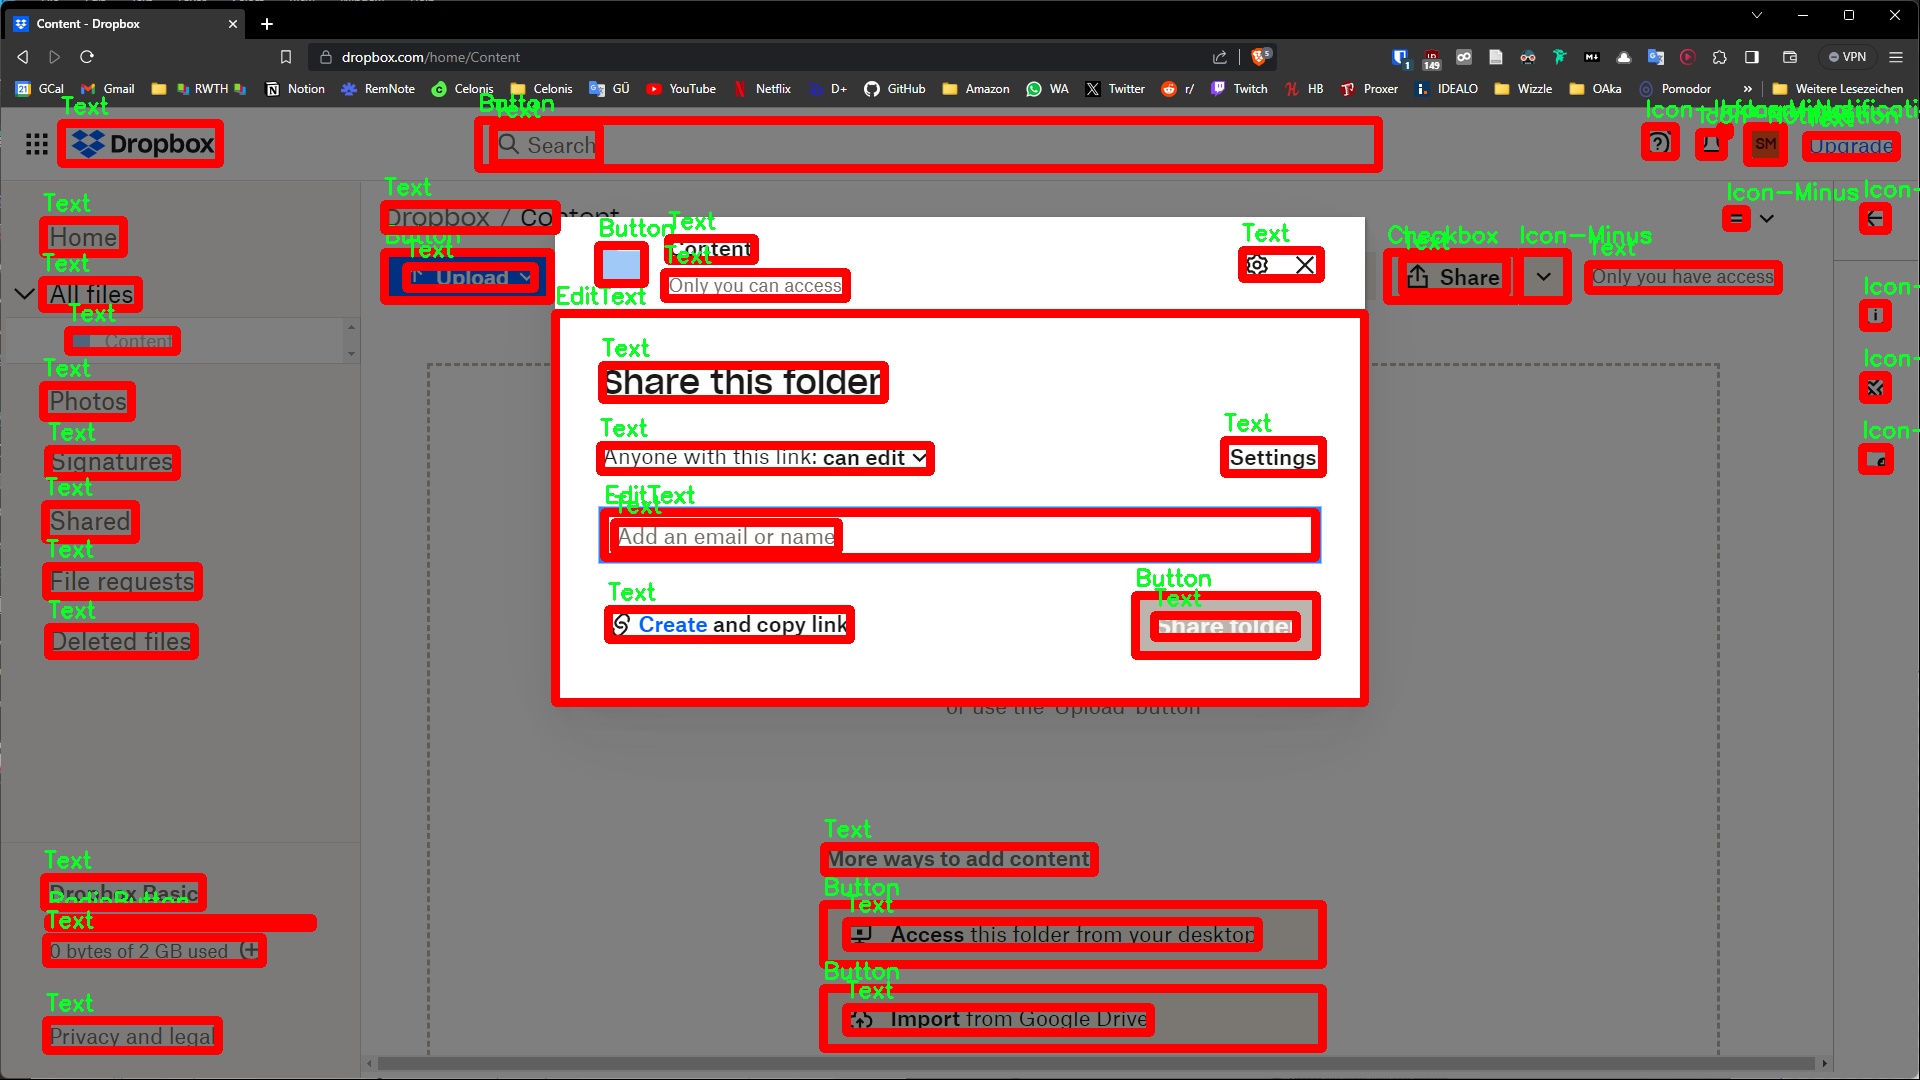 Content - Dropbox
dropbox.com/home/Content
5
1
149
VPN
21 GCal
Gmail
RWTH
Notion
RemNote
Celonis
Celonis
GÜ
YouTube
Netflix
D+
GitHub
Amazon
WA
Twitter
r/
Twitch
HB
Proxer
IDEALO
Wizzle
OAka
Pomodor
»
Weitere Lesezeichen
Text
Button
Text
Dropbox
Search
SM
Upgrade
Text
Home
Text
All files
Text
Content
Text
Photos
Text
Signatures
Text
Shared
Text
File requests
Text
Deleted files
Text
Dropbox / Content
Button
Text
Upload
Button
Text
Content
Text
Only you can access
Text
Icon-Minus
Checkbox
Text
Share
Icon-Minus
Text
Only you have access
EditText
Text
Share this folder
Text
Anyone with this link: can edit
Text
Settings
EditText
Text
Add an email or name
Text
Create and copy link
Button
Text
Share folder
or use the 'Upload' button
Text
More ways to add content
Button
Text
Access this folder from your desktop
Button
Text
Import from Google Drive
Text
Dropbox Basic
RadioButton
Text
0 bytes of 2 GB used
Text
Privacy and legal
Icon-
Icon-
Icon-
Icon-